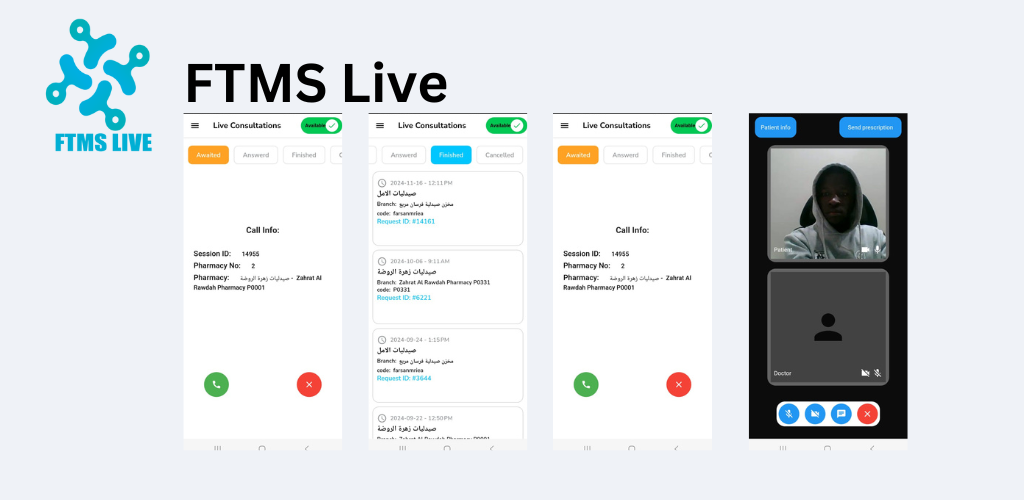 FTMS LIVE
FTMS Live
Live Consultations
Available
Awaited
Answerd
Finished
Call Info:
Session ID: 14955
Pharmacy No: 2
Pharmacy: صيدليات زهرة الروضة - Zahrat Al
Rawdah Pharmacy P0001
Live Consultations
Available
Answerd
Finished
Cancelled
2024-11-16 - 12:11PM
صيدليات الامل
Branch: مخزن صيدلية فرسان مربع
code: farsanmriea
Request ID: #14161
2024-10-06 - 9:11AM
صيدليات زهرة الروضة
Branch: Zahrat Al Rawdah Pharmacy P0331
code: P0331
Request ID: #6221
2024-09-24 - 1:15PM
صيدليات الامل
Branch: مخزن صيدلية فرسان مربع
code: farsanmriea
Request ID: #3644
2024-09-22 - 12:50PM
صيدليات زهرة الروضة
Live Consultations
Available
Awaited
Answerd
Finished
Call Info:
Session ID: 14955
Pharmacy No: 2
Pharmacy: صيدليات زهرة الروضة - Zahrat Al
Rawdah Pharmacy P0001
Patient Info
Send prescription
Patient
Doctor